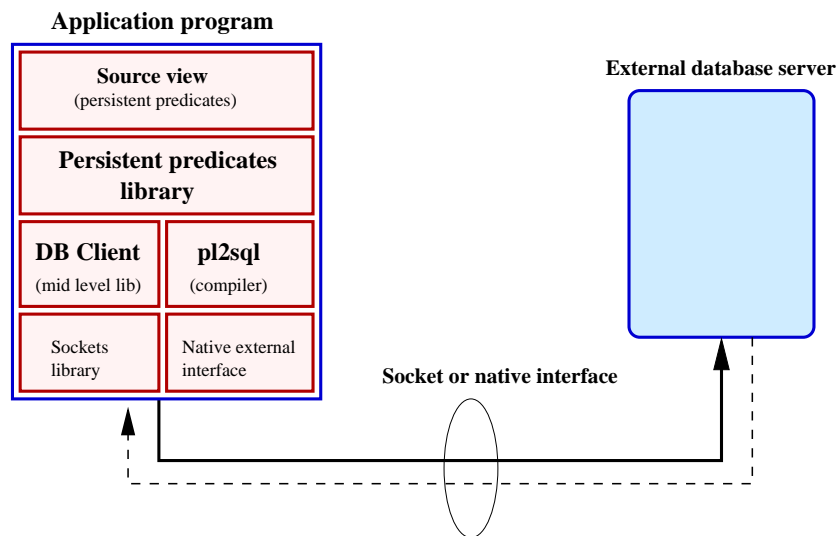 Application program
Source view
(persistent predicates)
Persistent predicates
library
DB Client
(mid level lib)
pl2sql
(compiler)
Sockets
library
Native external
interface
External database server
Socket or native interface